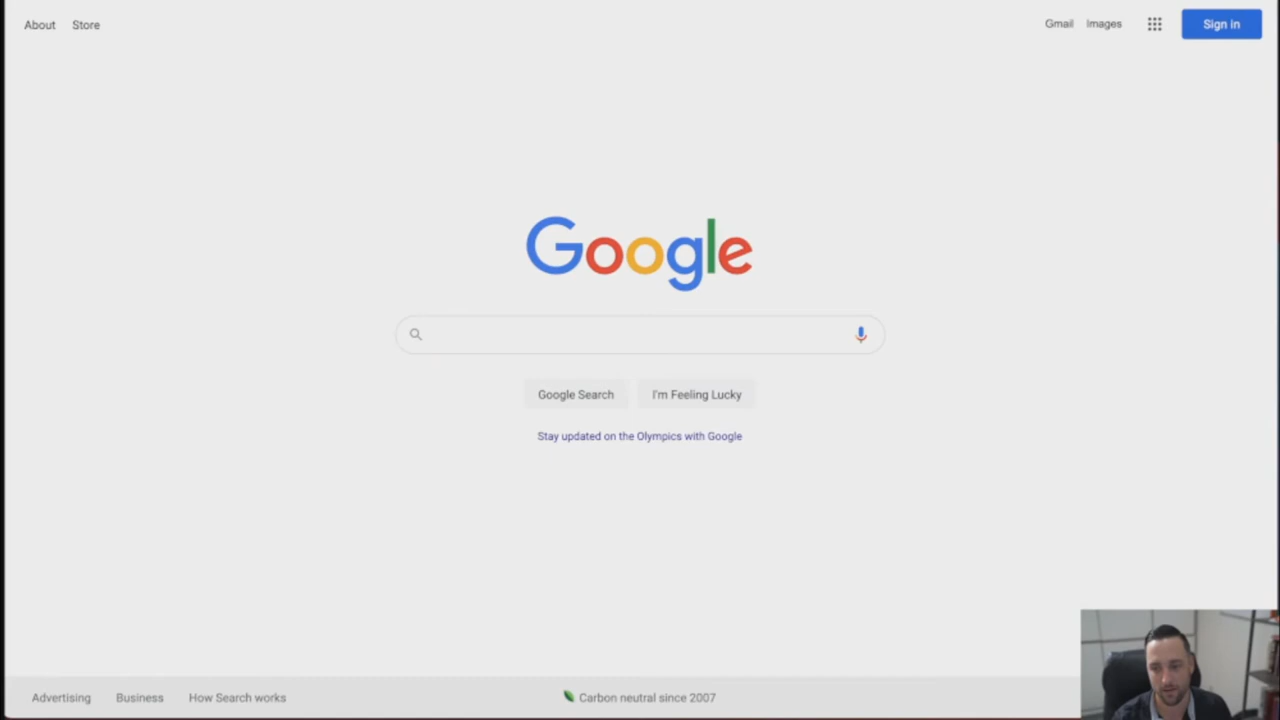 About Store Gmail Images Sign in
Google
Google Search I'm Feeling Lucky
Stay updated on the Olympics with Google
Advertising Business How Search works Carbon neutral since 2007